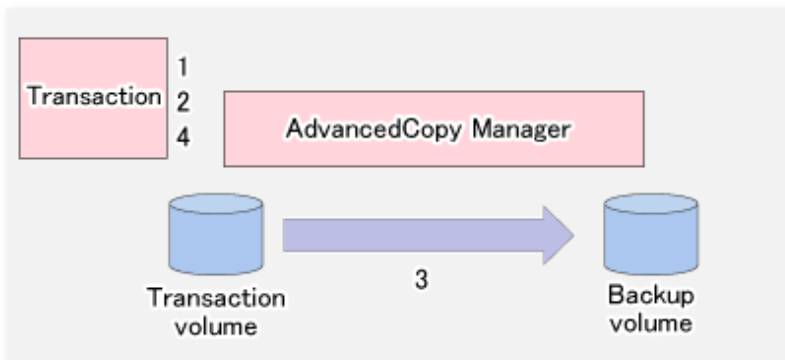 1
Transaction 2
4
AdvancedCopy Manager
3
Transaction
volume
Backup
volume